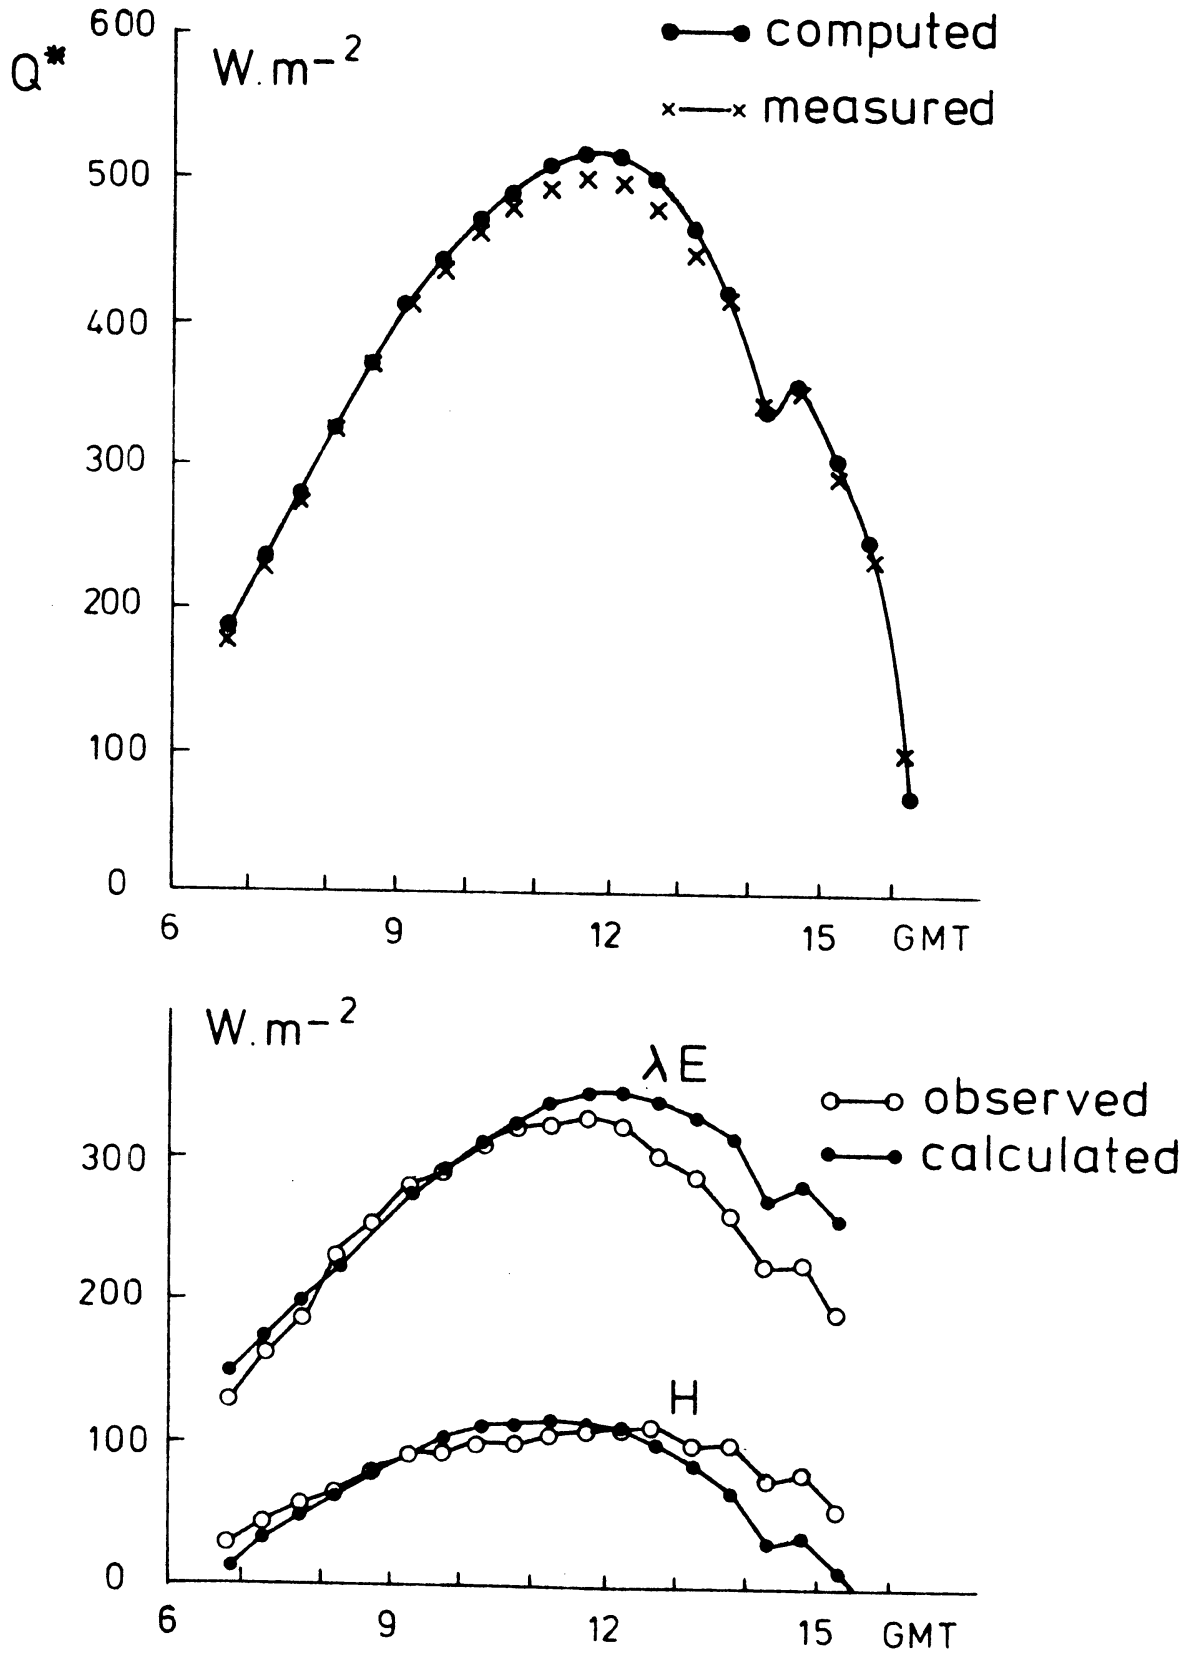 600
Q*
W.m-2
computed
measured
500
400
300
200
100
0
6 9 12 15 GMT
W.m-2
λE
observed
calculated
300
200
H
100
0
6 9 12 15 GMT